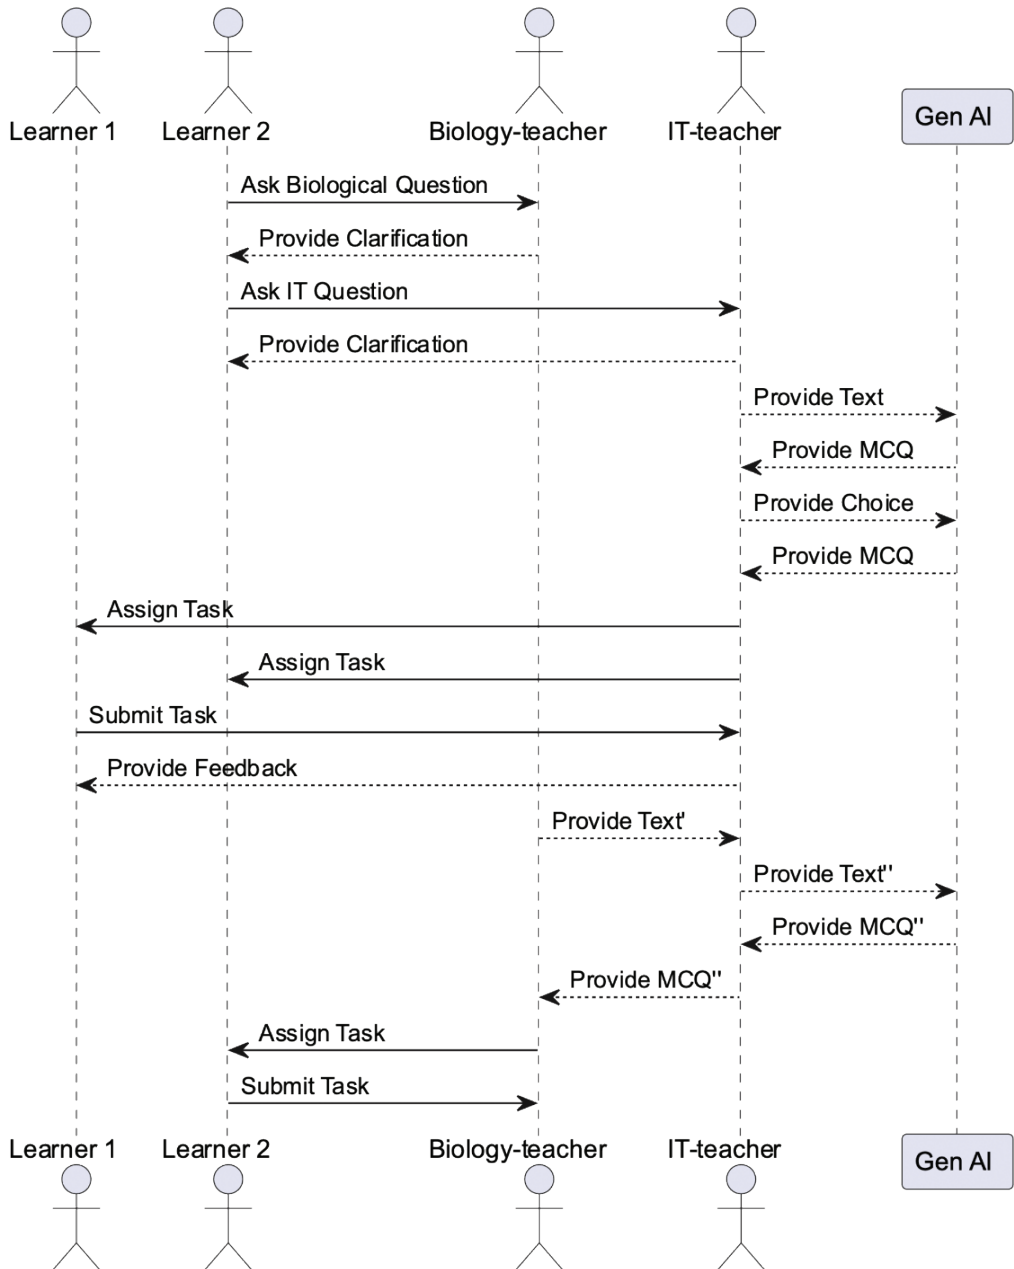 Learner 1
Learner 2
Biology-teacher
IT-teacher
Gen AI
Ask Biological Question
Provide Clarification
Ask IT Question
Provide Clarification
Provide Text
Provide MCQ
Provide Choice
Provide MCQ
Assign Task
Assign Task
Submit Task
Provide Feedback
Provide Text'
Provide Text''
Provide MCQ''
Provide MCQ''
Assign Task
Submit Task
Learner 1
Learner 2
Biology-teacher
IT-teacher
Gen AI